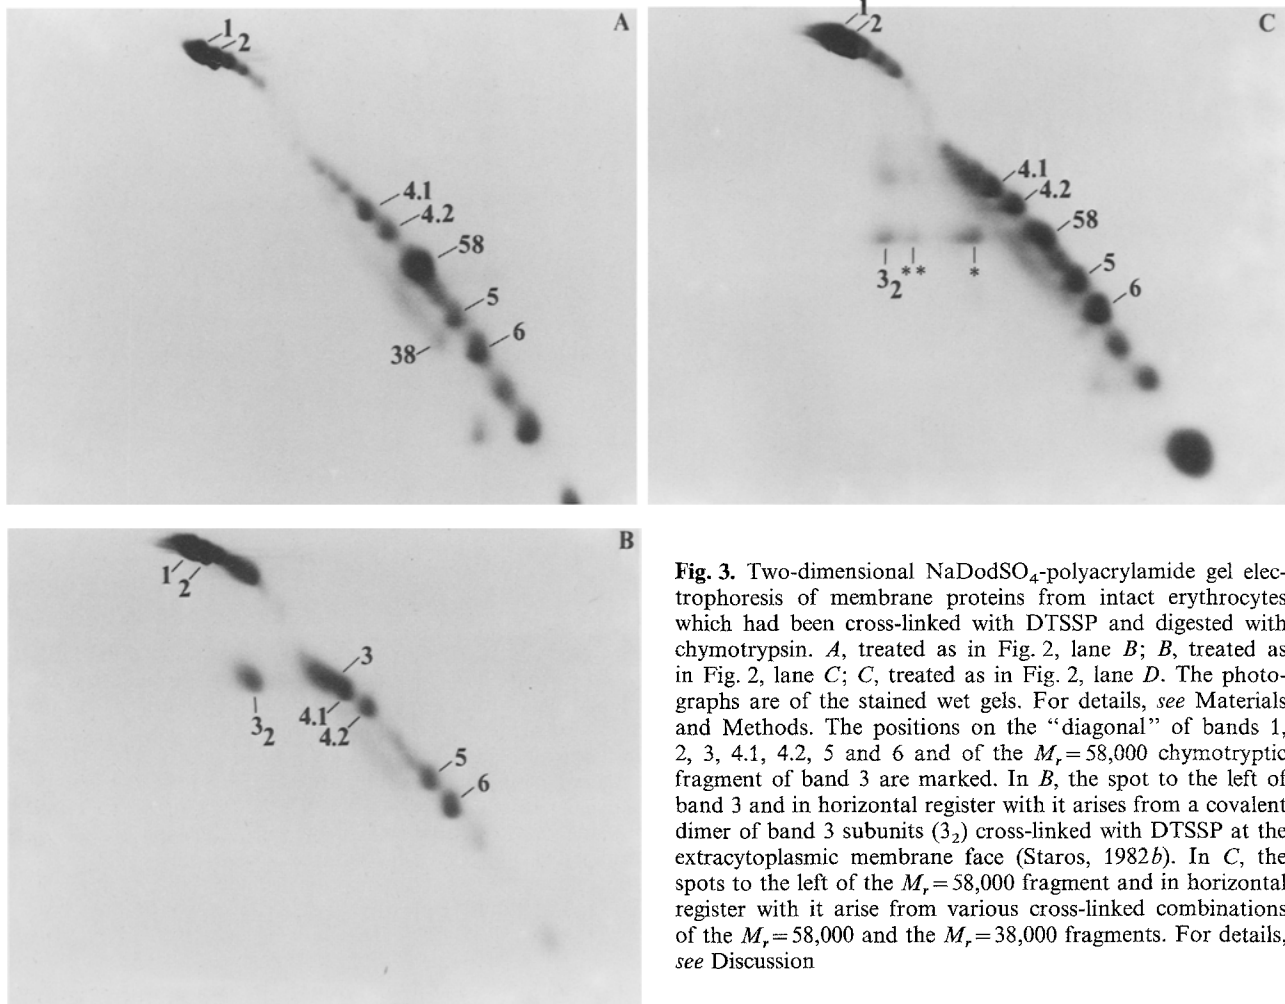 A
1
2
4.1
4.2
58
5
6
38
C
1
2
4.1
4.2
58
5
6
3₂
**
*
B
1
2
3
4.1
4.2
3₂
5
6
Fig. 3. Two-dimensional NaDodSO₄-polyacrylamide gel elec-
trophoresis of membrane proteins from intact erythrocytes
which had been cross-linked with DTSSP and digested with
chymotrypsin. A, treated as in Fig. 2, lane B; B, treated as
in Fig. 2, lane C; C, treated as in Fig. 2, lane D. The photo-
graphs are of the stained wet gels. For details, see Materials
and Methods. The positions on the “diagonal” of bands 1,
2, 3, 4.1, 4.2, 5 and 6 and of the Mᵣ=58,000 chymotryptic
fragment of band 3 are marked. In B, the spot to the left of
band 3 and in horizontal register with it arises from a covalent
dimer of band 3 subunits (3₂) cross-linked with DTSSP at the
extracytoplasmic membrane face (Staros, 1982b). In C, the
spots to the left of the Mᵣ=58,000 fragment and in horizontal
register with it arise from various cross-linked combinations
of the Mᵣ=58,000 and the Mᵣ=38,000 fragments. For details,
see Discussion